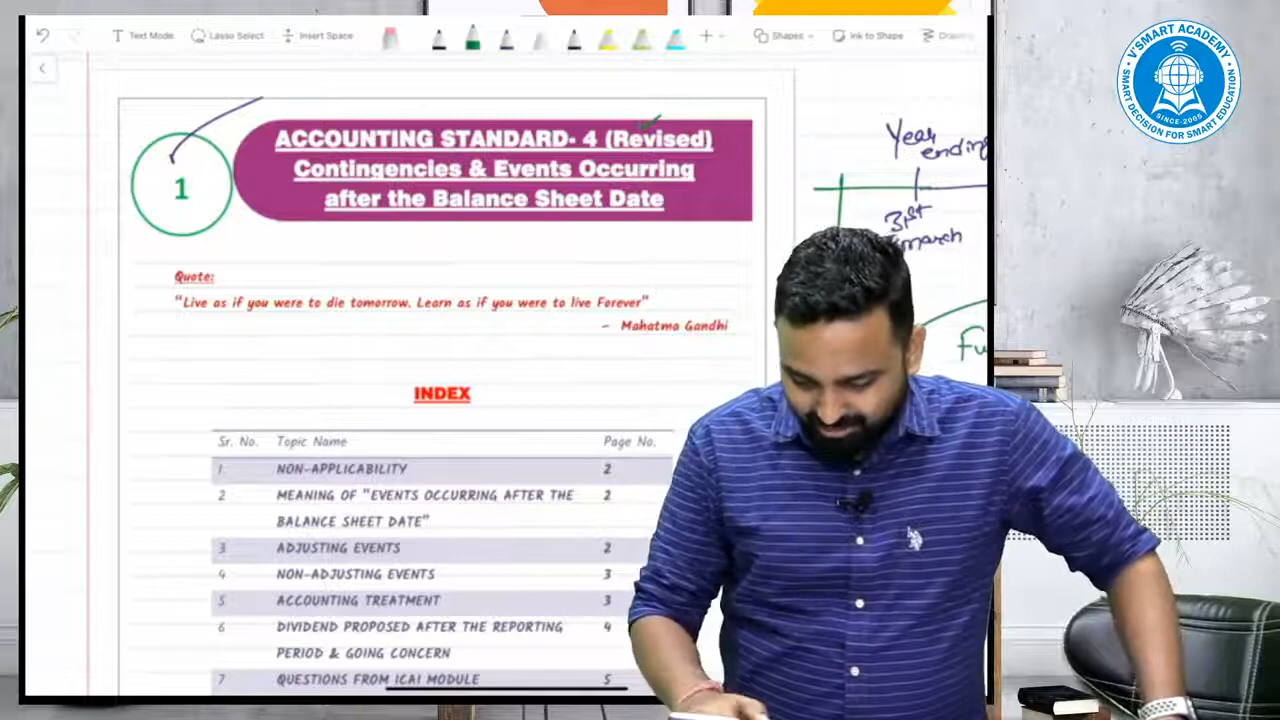 Text Mode
Lasso Select
Insert Space
Shapes
Ink to Shape
1
ACCOUNTING STANDARD- 4 (Revised)
Contingencies & Events Occurring
after the Balance Sheet Date
Quote:
"Live as if you were to die tomorrow. Learn as if you were to live Forever"
- Mahatma Gandhi
INDEX
Sr. No. Topic Name Page No.
1 NON-APPLICABILITY 2
2 MEANING OF "EVENTS OCCURRING AFTER THE 2
BALANCE SHEET DATE"
3 ADJUSTING EVENTS 2
4 NON-ADJUSTING EVENTS 3
5 ACCOUNTING TREATMENT 3
6 DIVIDEND PROPOSED AFTER THE REPORTING 4
PERIOD & GOING CONCERN
7 QUESTIONS FROM ICAI MODULE 5
Year
ending
31st
march
V'SMART ACADEMY
SINCE-2005
SMART DECISION FOR SMART EDUCATION